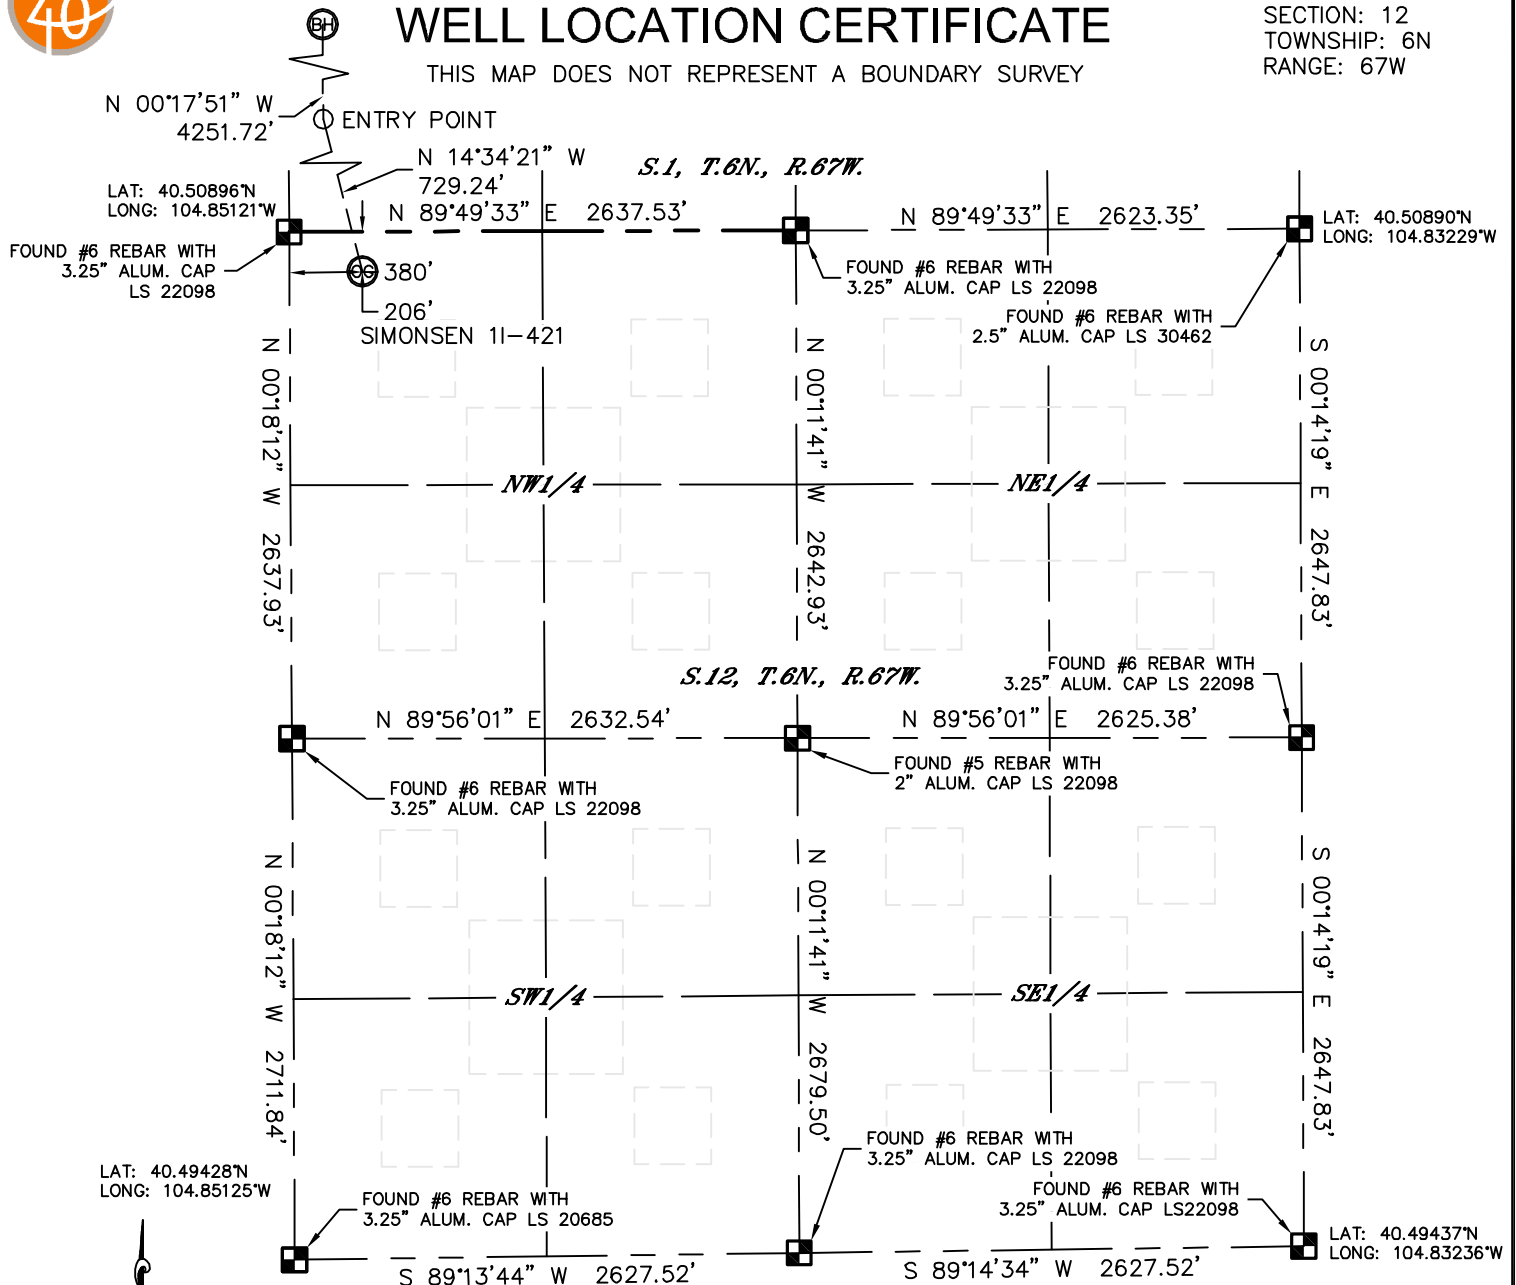 40
WELL LOCATION CERTIFICATE
THIS MAP DOES NOT REPRESENT A BOUNDARY SURVEY
SECTION: 12
TOWNSHIP: 6N
RANGE: 67W
BH
N 00°17'51" W
4251.72'
ENTRY POINT
N 14°34'21" W
729.24'
S.1, T.6N., R.67W.
LAT: 40.50896°N
LONG: 104.85121°W
N 89°49'33" E 2637.53'
N 89°49'33" E 2623.35'
LAT: 40.50890°N
LONG: 104.83229°W
FOUND #6 REBAR WITH
3.25" ALUM. CAP
LS 22098
OG 380'
206'
SIMONSEN 1I-421
FOUND #6 REBAR WITH
3.25" ALUM. CAP LS 22098
FOUND #6 REBAR WITH
2.5" ALUM. CAP LS 30462
N 00°18'12" W 2637.93'
N 00°11'41" W 2642.93'
S 00°14'19" E 2647.83'
NW1/4
NE1/4
S.12, T.6N., R.67W.
FOUND #6 REBAR WITH
3.25" ALUM. CAP LS 22098
N 89°56'01" E 2632.54'
N 89°56'01" E 2625.38'
FOUND #6 REBAR WITH
3.25" ALUM. CAP LS 22098
FOUND #5 REBAR WITH
2" ALUM. CAP LS 22098
N 00°18'12" W 2711.84'
N 00°11'41" W 2679.50'
S 00°14'19" E 2647.83'
SW1/4
SE1/4
LAT: 40.49428°N
LONG: 104.85125°W
FOUND #6 REBAR WITH
3.25" ALUM. CAP LS 20685
FOUND #6 REBAR WITH
3.25" ALUM. CAP LS 22098
FOUND #6 REBAR WITH
3.25" ALUM. CAP LS22098
LAT: 40.49437°N
LONG: 104.83236°W
S 89°13'44" W 2627.52'
S 89°14'34" W 2627.52'